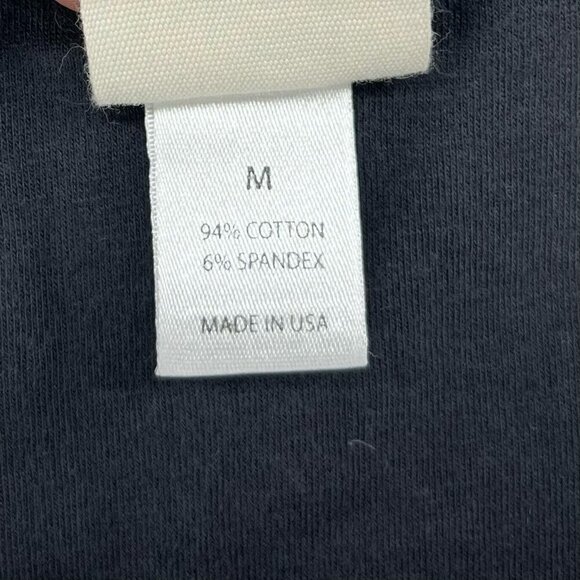 M
94% COTTON
6% SPANDEX
MADE IN USA